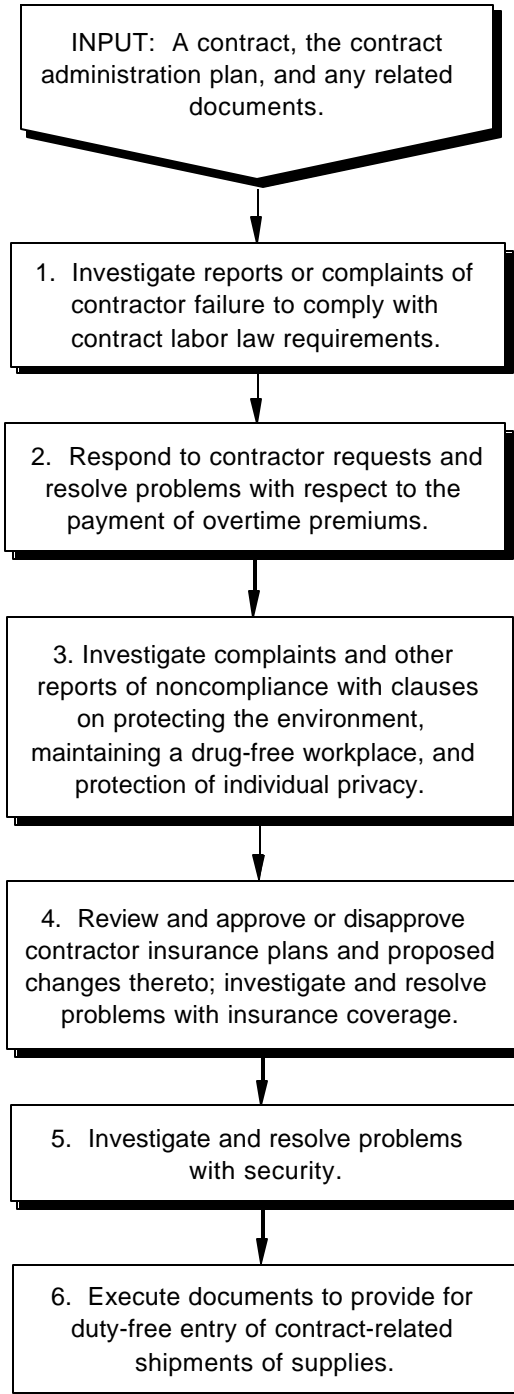 INPUT: A contract, the contract
administration plan, and any related
documents.
1. Investigate reports or complaints of
contractor failure to comply with
contract labor law requirements.
2. Respond to contractor requests and
resolve problems with respect to the
payment of overtime premiums.
3. Investigate complaints and other
reports of noncompliance with clauses
on protecting the environment,
maintaining a drug-free workplace, and
protection of individual privacy.
4. Review and approve or disapprove
contractor insurance plans and proposed
changes thereto; investigate and resolve
problems with insurance coverage.
5. Investigate and resolve problems
with security.
6. Execute documents to provide for
duty-free entry of contract-related
shipments of supplies.